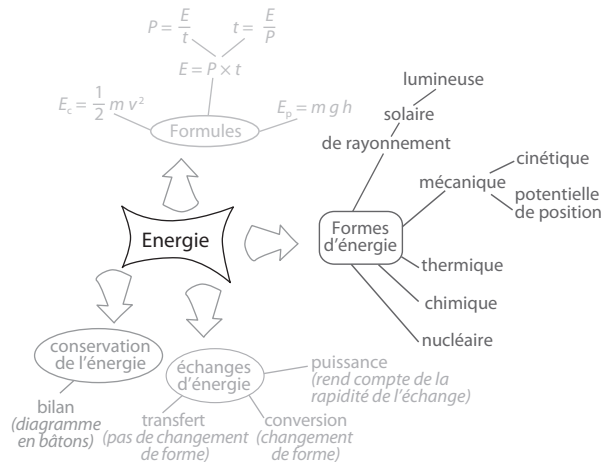 P = E/t
t = E/P
E = P × t
E_c = 1/2 m v²
E_p = m g h
Formules
Energie
Formes
d'énergie
lumineuse
solaire
de rayonnement
mécanique
cinétique
potentielle
de position
thermique
chimique
nucléaire
conservation
de l'énergie
bilan
(diagramme
en bâtons)
échanges
d'énergie
puissance
(rend compte de la
rapidité de l'échange)
transfert
(pas de changement
de forme)
conversion
(changement
de forme)